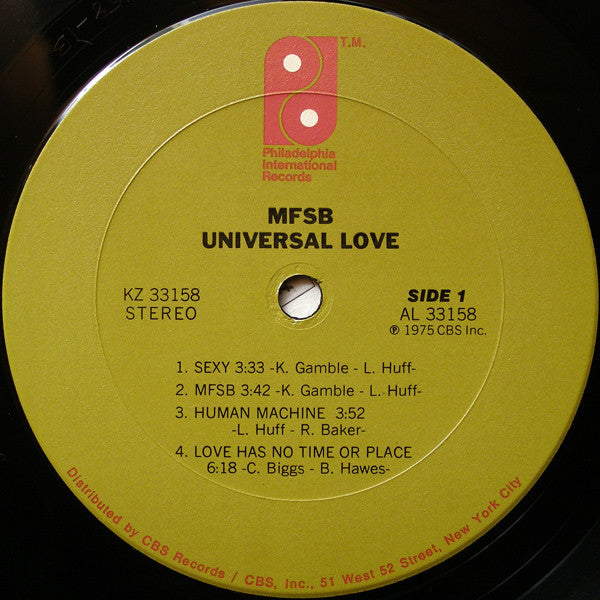 T.M.
Philadelphia
International
Records
MFSB
UNIVERSAL LOVE
KZ 33158
STEREO
SIDE 1
AL 33158
℗ 1975 CBS Inc.
1. SEXY 3:33 -K. Gamble - L. Huff-
2. MFSB 3:42 -K. Gamble - L. Huff-
3. HUMAN MACHINE 3:52
-L. Huff - R. Baker-
4. LOVE HAS NO TIME OR PLACE
6:18 -C. Biggs - B. Hawes-
Distributed by CBS Records / CBS, Inc., 51 West 52 Street, New York City